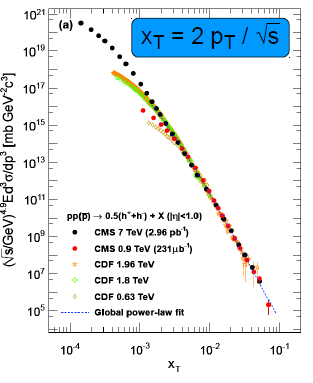 (a)
x_T = 2 p_T / √s
10^21
10^19
10^17
10^15
10^13
10^11
10^9
10^7
10^5
(√s/GeV)^4.9 Ed^3σ/dp^3 [mb GeV^-2 c^3]
pp(p̅) → 0.5(h^+ + h^-) + X (|η|<1.0)
CMS 7 TeV (2.96 pb^-1)
CMS 0.9 TeV (231 μb^-1)
CDF 1.96 TeV
CDF 1.8 TeV
CDF 0.63 TeV
Global power-law fit
10^-4
10^-3
10^-2
10^-1
x_T